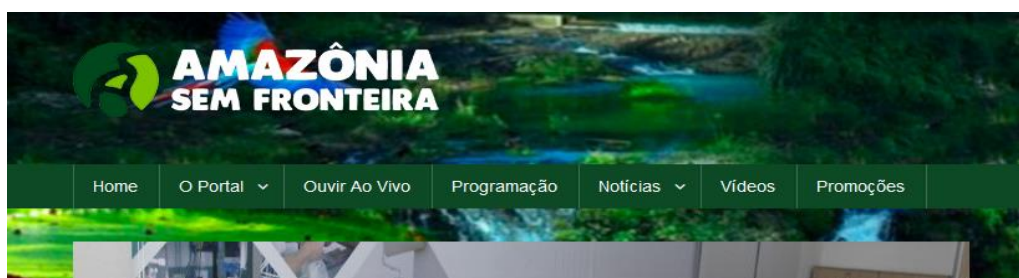 AMAZÔNIA
SEM FRONTEIRA
Home O Portal Ouvir Ao Vivo Programação Notícias Vídeos Promoções